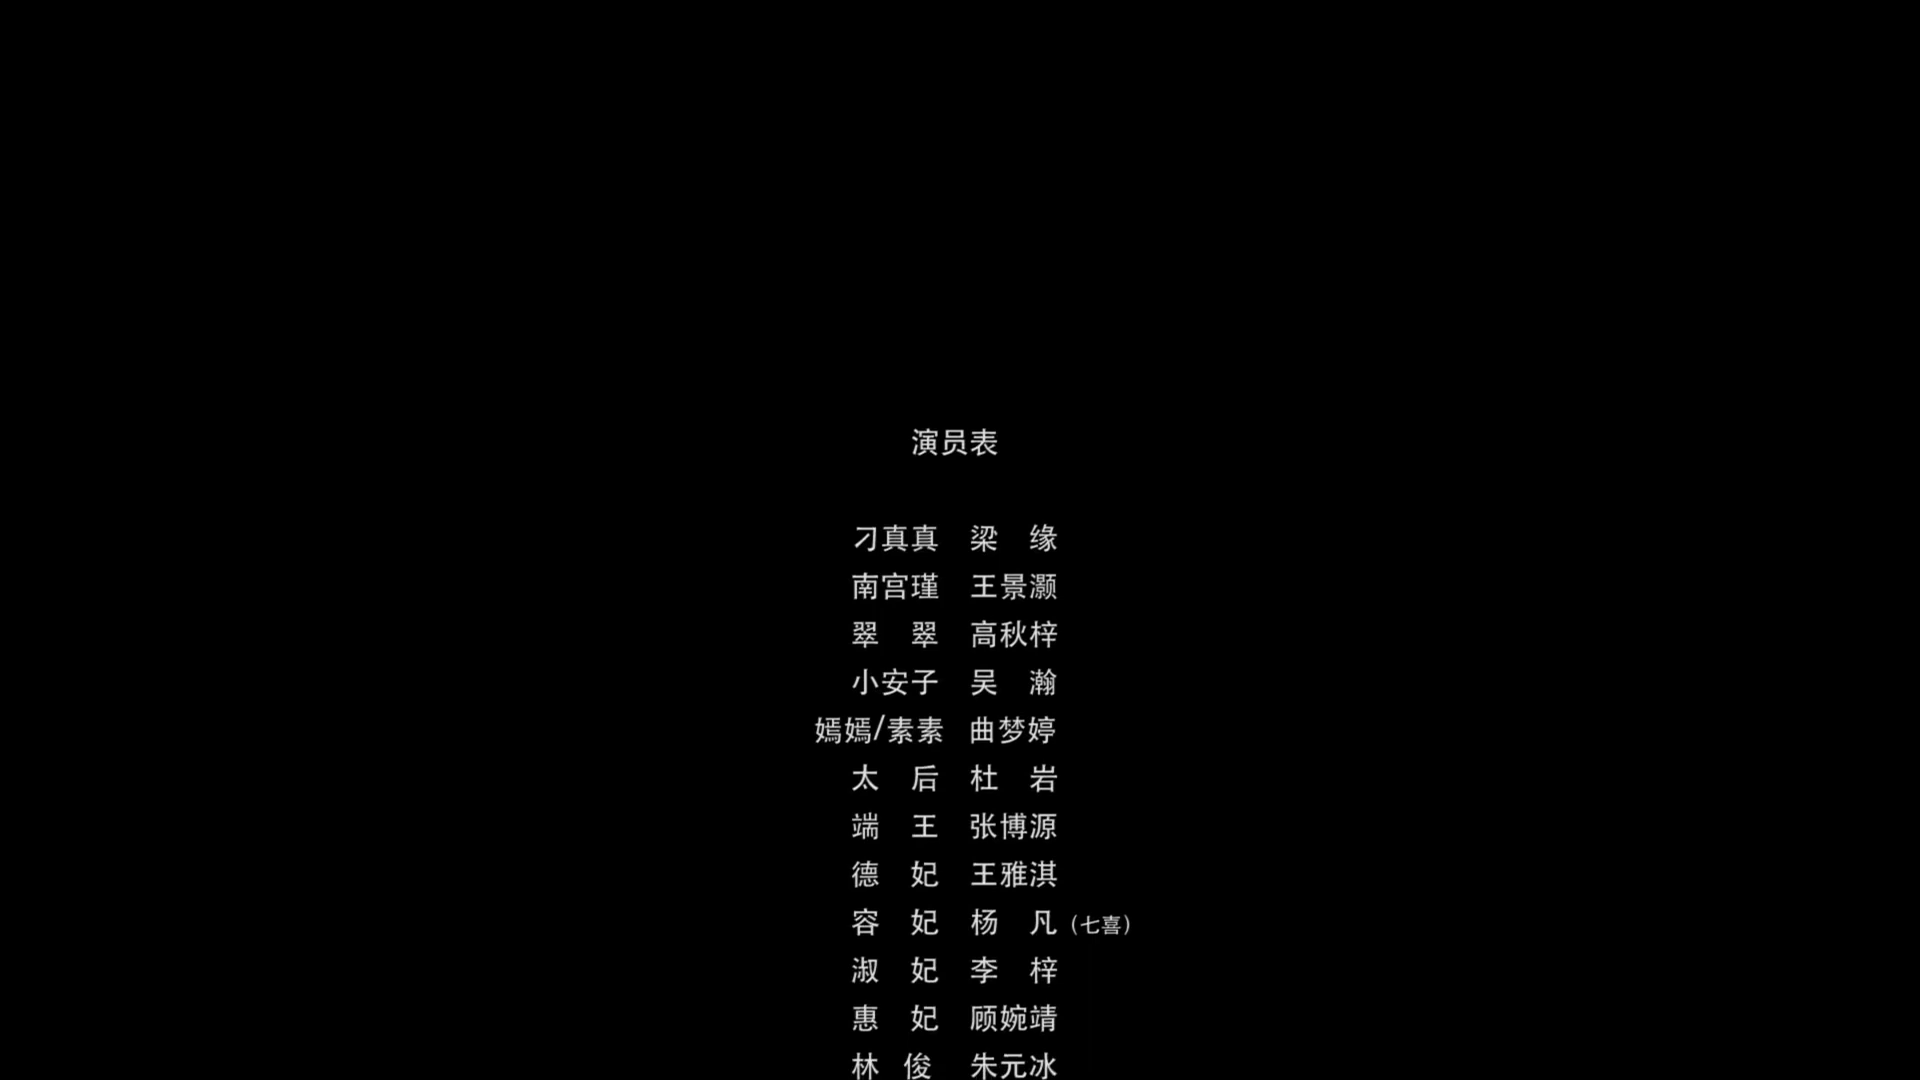 演员表
刁真真 梁 缘
南宫瑾 王景灏
翠 翠 高秋梓
小安子 吴 瀚
嫣嫣/素素 曲梦婷
太 后 杜 岩
端 王 张博源
德 妃 王雅淇
容 妃 杨 凡(七喜)
淑 妃 李 梓
惠 妃 顾婉靖
林 俊 朱元冰